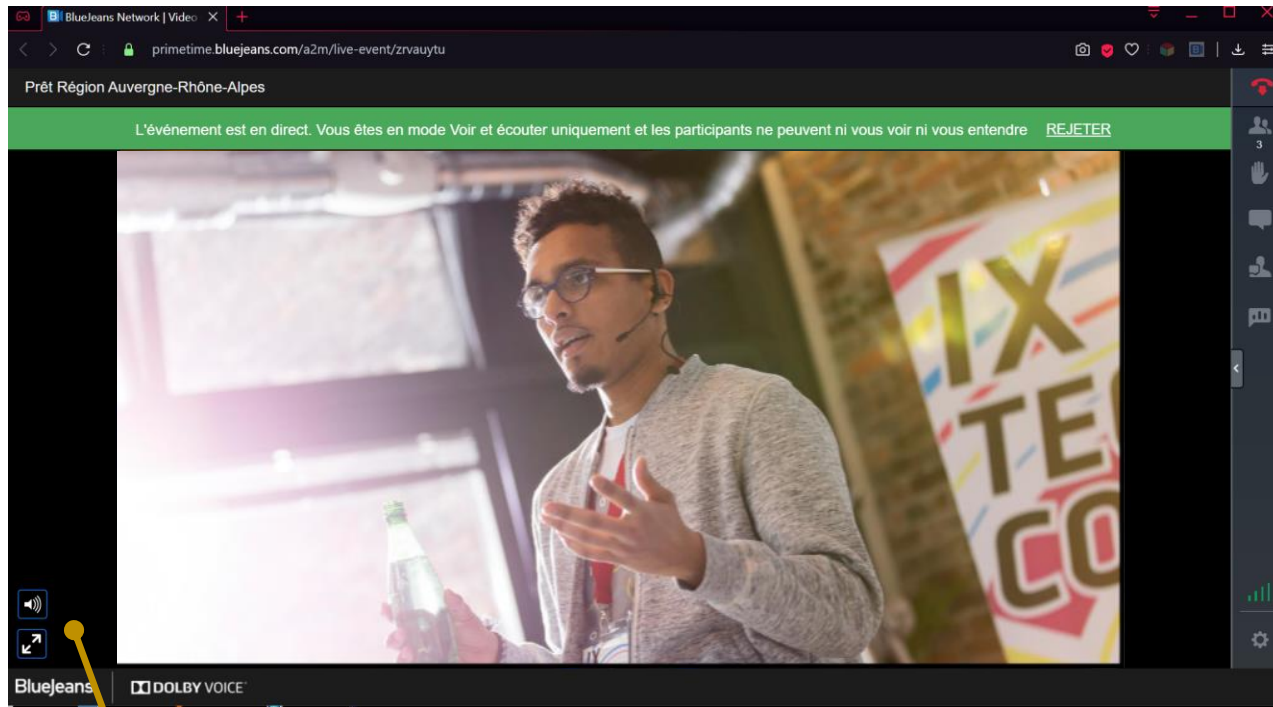 BlueJeans Network | Video
primetime.bluejeans.com/a2m/live-event/zrvauytu
Prêt Région Auvergne-Rhône-Alpes
L'événement est en direct. Vous êtes en mode Voir et écouter uniquement et les participants ne peuvent ni vous voir ni vous entendre REJETER
3
IX
TE
CO
BlueJeans DOLBY VOICE